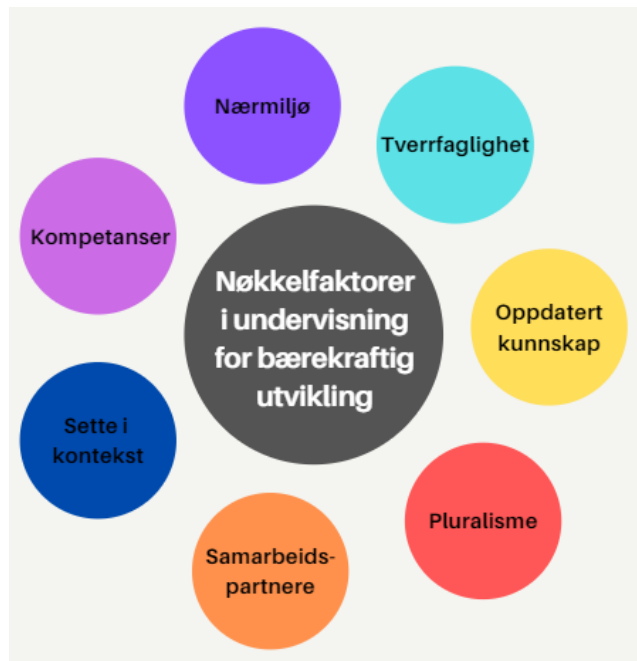 Nærmiljø
Tverrfaglighet
Kompetanser
Nøkkelfaktorer
i undervisning
for bærekraftig
utvikling
Oppdatert
kunnskap
Sette i
kontekst
Pluralisme
Samarbeids-
partnere